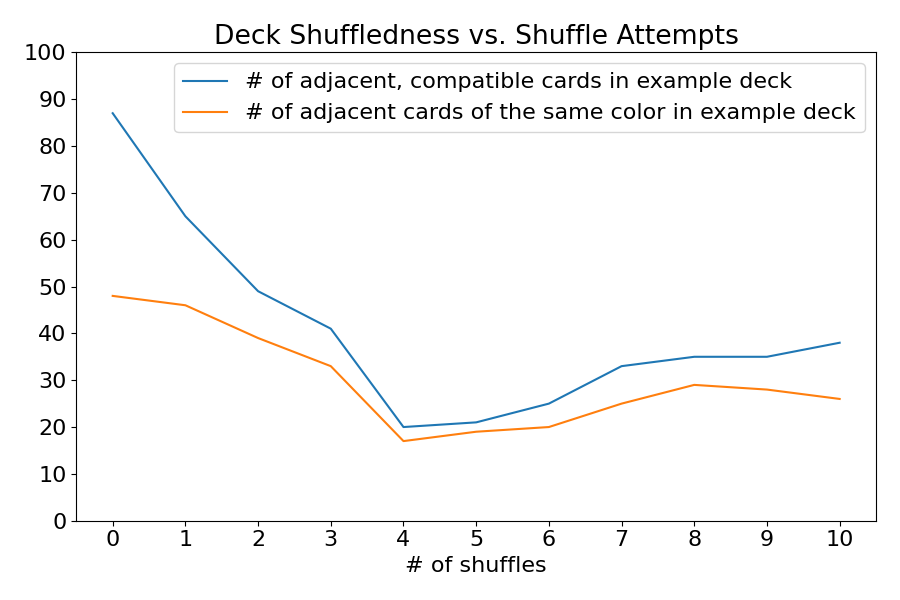 Deck Shuffledness vs. Shuffle Attempts
# of adjacent, compatible cards in example deck
# of adjacent cards of the same color in example deck
100
90
80
70
60
50
40
30
20
10
0
0 1 2 3 4 5 6 7 8 9 10
# of shuffles